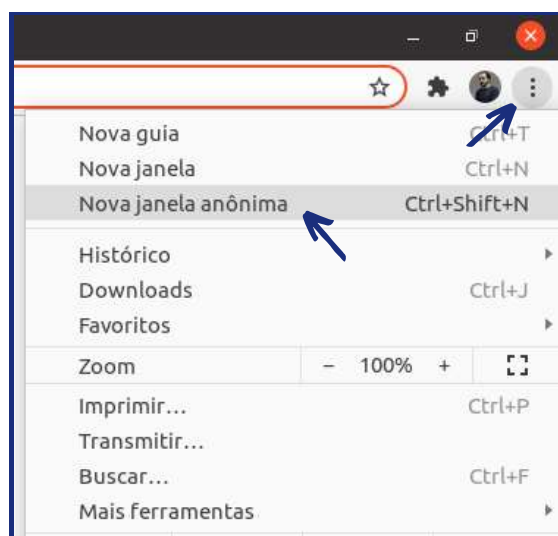 Nova guia Ctrl+T
Nova janela Ctrl+N
Nova janela anônima Ctrl+Shift+N
Histórico
Downloads Ctrl+J
Favoritos
Zoom - 100% +
Imprimir... Ctrl+P
Transmitir...
Buscar... Ctrl+F
Mais ferramentas